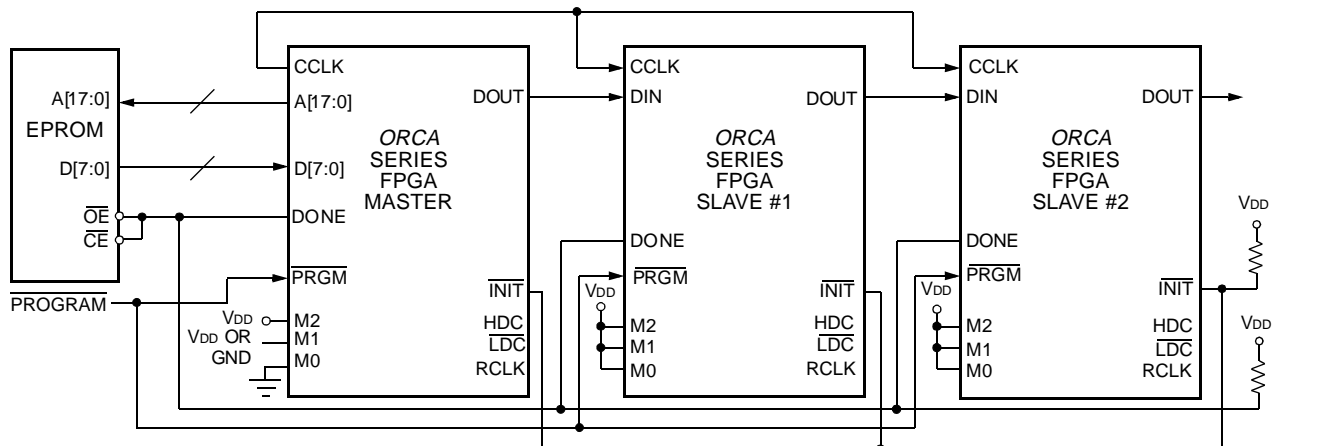 A[17:0]
EPROM
D[7:0]
OE
CE
PROGRAM
CCLK
A[17:0]
DOUT
ORCA
SERIES
FPGA
MASTER
D[7:0]
DONE
PRGM
INIT
VDD
M2
VDD OR
GND
M1
M0
HDC
LDC
RCLK
CCLK
DIN
DOUT
ORCA
SERIES
FPGA
SLAVE #1
DONE
PRGM
VDD
INIT
M2
M1
M0
HDC
LDC
RCLK
CCLK
DIN
DOUT
ORCA
SERIES
FPGA
SLAVE #2
DONE
PRGM
VDD
INIT
M2
M1
M0
HDC
LDC
RCLK
VDD
VDD